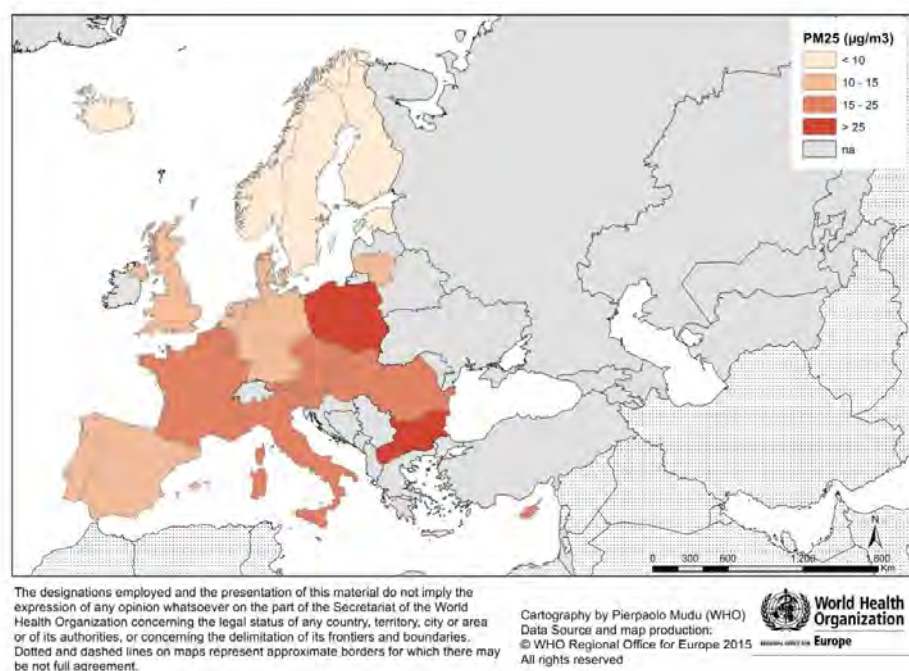 PM25 (µg/m3)
< 10
10 - 15
15 - 25
> 25
na
N
0 300 600 1,200 1,800
Km
The designations employed and the presentation of this material do not imply the
expression of any opinion whatsoever on the part of the Secretariat of the World
Health Organization concerning the legal status of any country, territory, city or area
or of its authorities, or concerning the delimitation of its frontiers and boundaries.
Dotted and dashed lines on maps represent approximate borders for which there may
be not full agreement.
Cartography by Pierpaolo Mudu (WHO)
Data Source and map production:
© WHO Regional Office for Europe 2015
All rights reserved
World Health
Organization
REGIONAL OFFICE FOR Europe